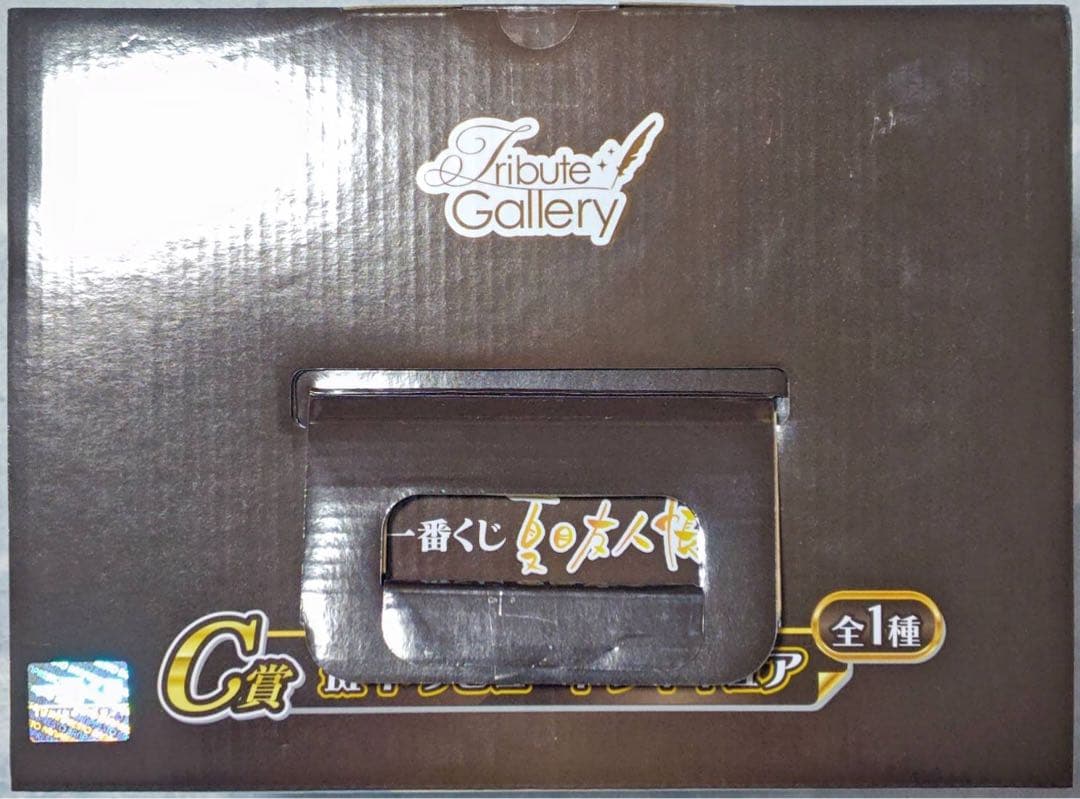 Tribute
Gallery
一番くじ 夏目友人帳
全1種
C賞